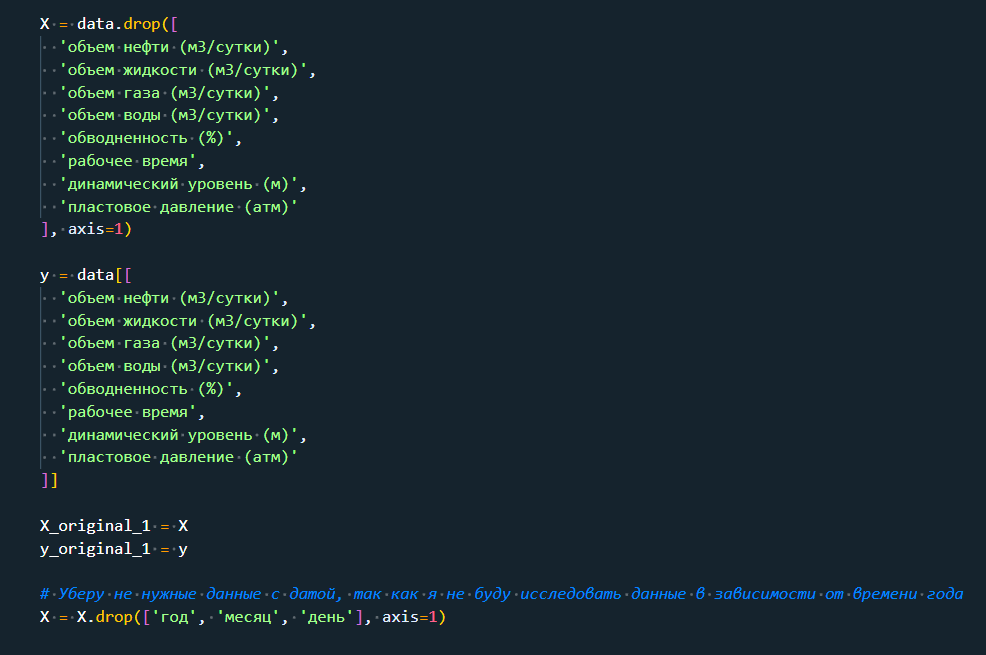 X = data.drop([
'объем нефти (м3/сутки)',
'объем жидкости (м3/сутки)',
'объем газа (м3/сутки)',
'объем воды (м3/сутки)',
'обводненность (%)',
'рабочее время',
'динамический уровень (м)',
'пластовое давление (атм)'
], axis=1)
y = data[[
'объем нефти (м3/сутки)',
'объем жидкости (м3/сутки)',
'объем газа (м3/сутки)',
'объем воды (м3/сутки)',
'обводненность (%)',
'рабочее время',
'динамический уровень (м)',
'пластовое давление (атм)'
]]
X_original_1 = X
y_original_1 = y
# Уберу не нужные данные с датой, так как я не буду исследовать данные в зависимости от времени года
X = X.drop(['год', 'месяц', 'день'], axis=1)